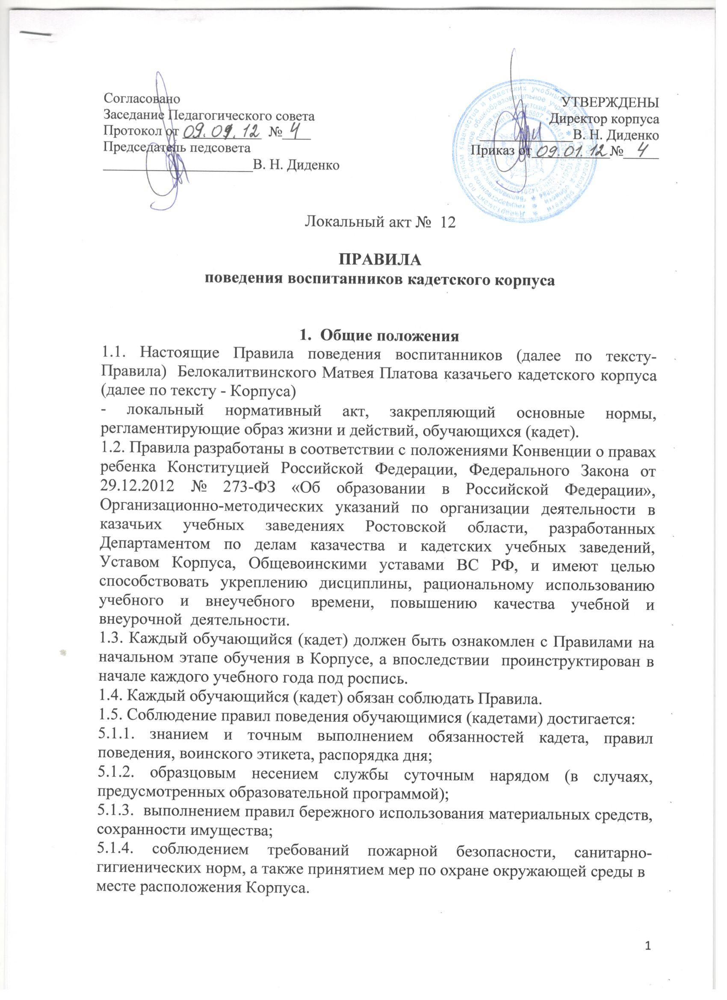 Согласовано
Заседание Педагогического совета
Протокол от 09.01.12 № 4
Председатель педсовета
В. Н. Диденко
УТВЕРЖДЕНЫ
Директор корпуса
В. Н. Диденко
Приказ от 09.01.12 № 4
Локальный акт № 12
ПРАВИЛА
поведения воспитанников кадетского корпуса
1. Общие положения
1.1. Настоящие Правила поведения воспитанников (далее по тексту-
Правила) Белокалитвинского Матвея Платова казачьего кадетского корпуса
(далее по тексту - Корпуса)
- локальный нормативный акт, закрепляющий основные нормы,
регламентирующие образ жизни и действий, обучающихся (кадет).
1.2. Правила разработаны в соответствии с положениями Конвенции о правах
ребенка Конституцией Российской Федерации, Федерального Закона от
29.12.2012 № 273-ФЗ «Об образовании в Российской Федерации»,
Организационно-методических указаний по организации деятельности в
казачьих учебных заведениях Ростовской области, разработанных
Департаментом по делам казачества и кадетских учебных заведений,
Уставом Корпуса, Общевоинскими уставами ВС РФ, и имеют целью
способствовать укреплению дисциплины, рациональному использованию
учебного и внеучебного времени, повышению качества учебной и
внеурочной деятельности.
1.3. Каждый обучающийся (кадет) должен быть ознакомлен с Правилами на
начальном этапе обучения в Корпусе, а впоследствии проинструктирован в
начале каждого учебного года под роспись.
1.4. Каждый обучающийся (кадет) обязан соблюдать Правила.
1.5. Соблюдение правил поведения обучающимися (кадетами) достигается:
5.1.1. знанием и точным выполнением обязанностей кадета, правил
поведения, воинского этикета, распорядка дня;
5.1.2. образцовым несением службы суточным нарядом (в случаях,
предусмотренных образовательной программой);
5.1.3. выполнением правил бережного использования материальных средств,
сохранности имущества;
5.1.4. соблюдением требований пожарной безопасности, санитарно-
гигиенических норм, а также принятием мер по охране окружающей среды в
месте расположения Корпуса.
1